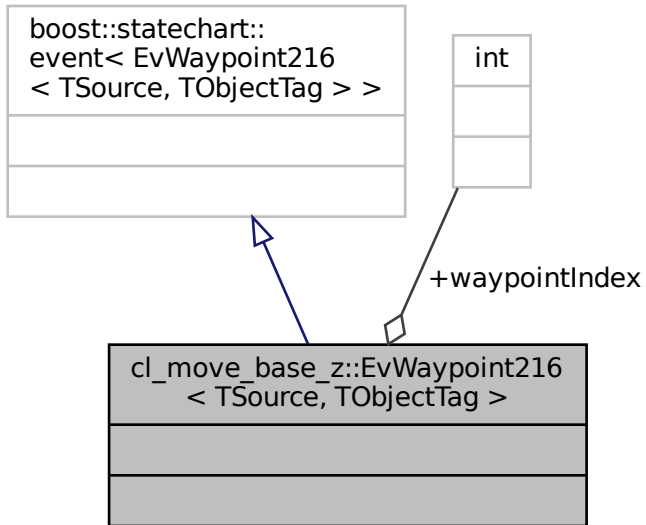 boost::statechart::
event< EvWaypoint216
< TSource, TObjectTag > >
int
+waypointIndex
cl_move_base_z::EvWaypoint216
< TSource, TObjectTag >